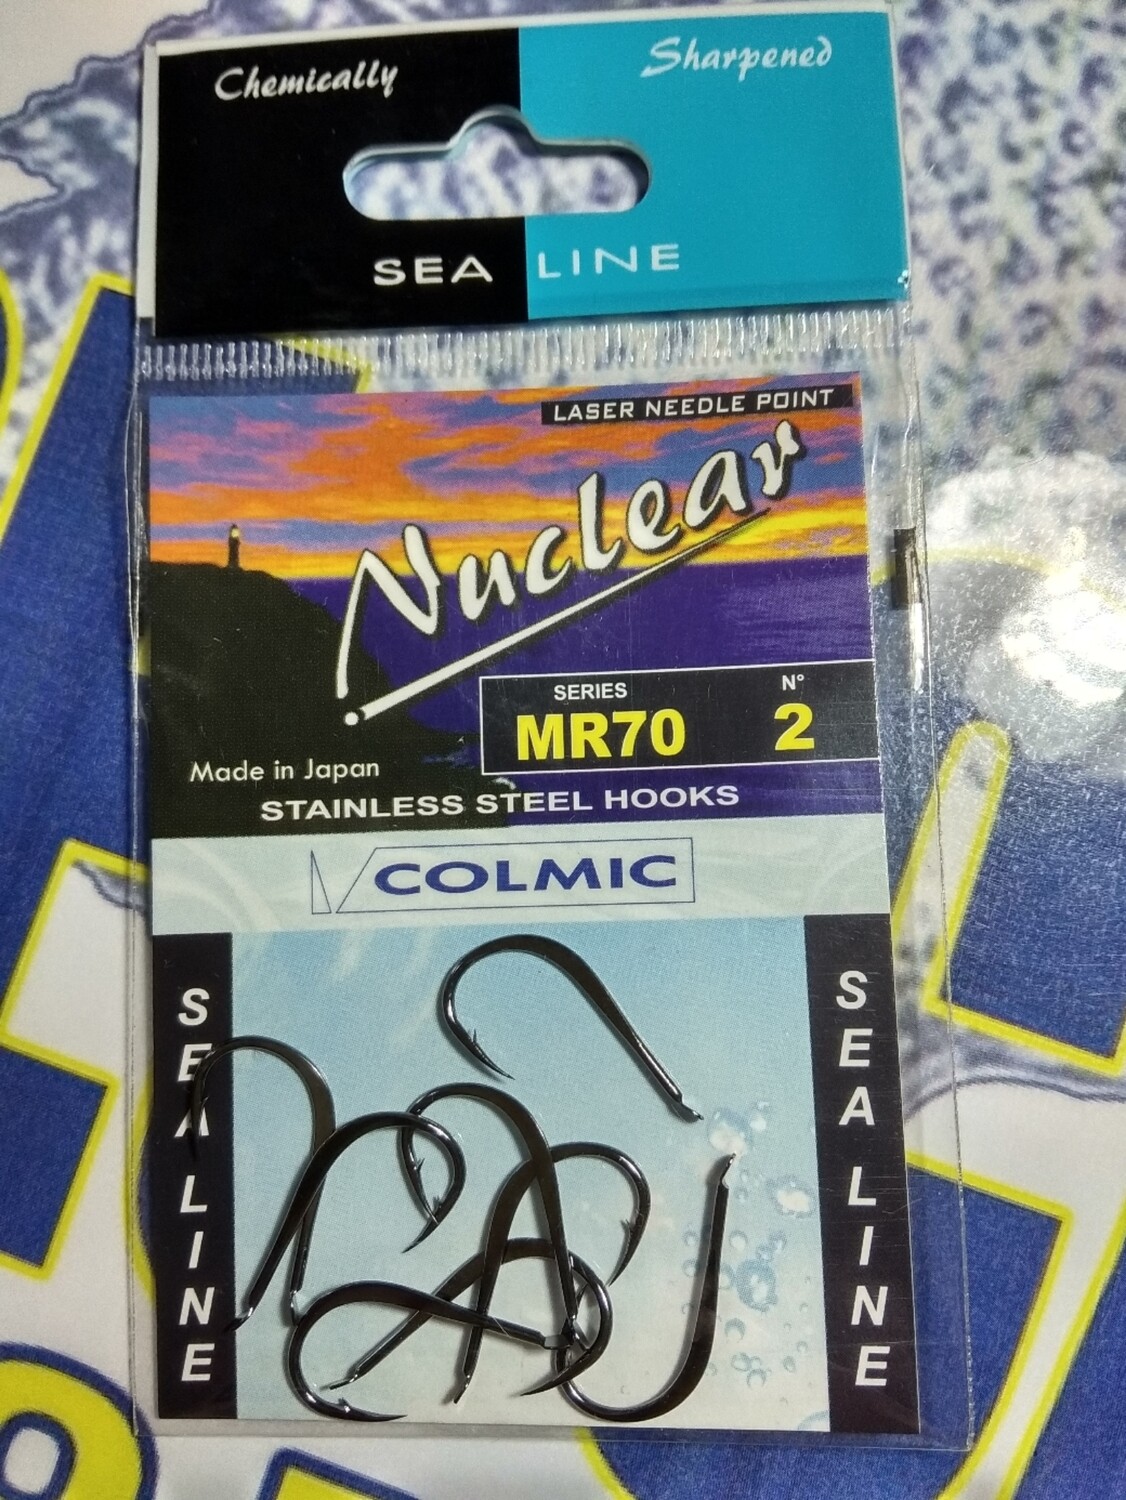 Chemically
Sharpened
SEA LINE
LASER NEEDLE POINT
Nuclear
SERIES
N°
MR70
2
Made in Japan
STAINLESS STEEL HOOKS
COLMIC
SEA LINE
SEA LINE